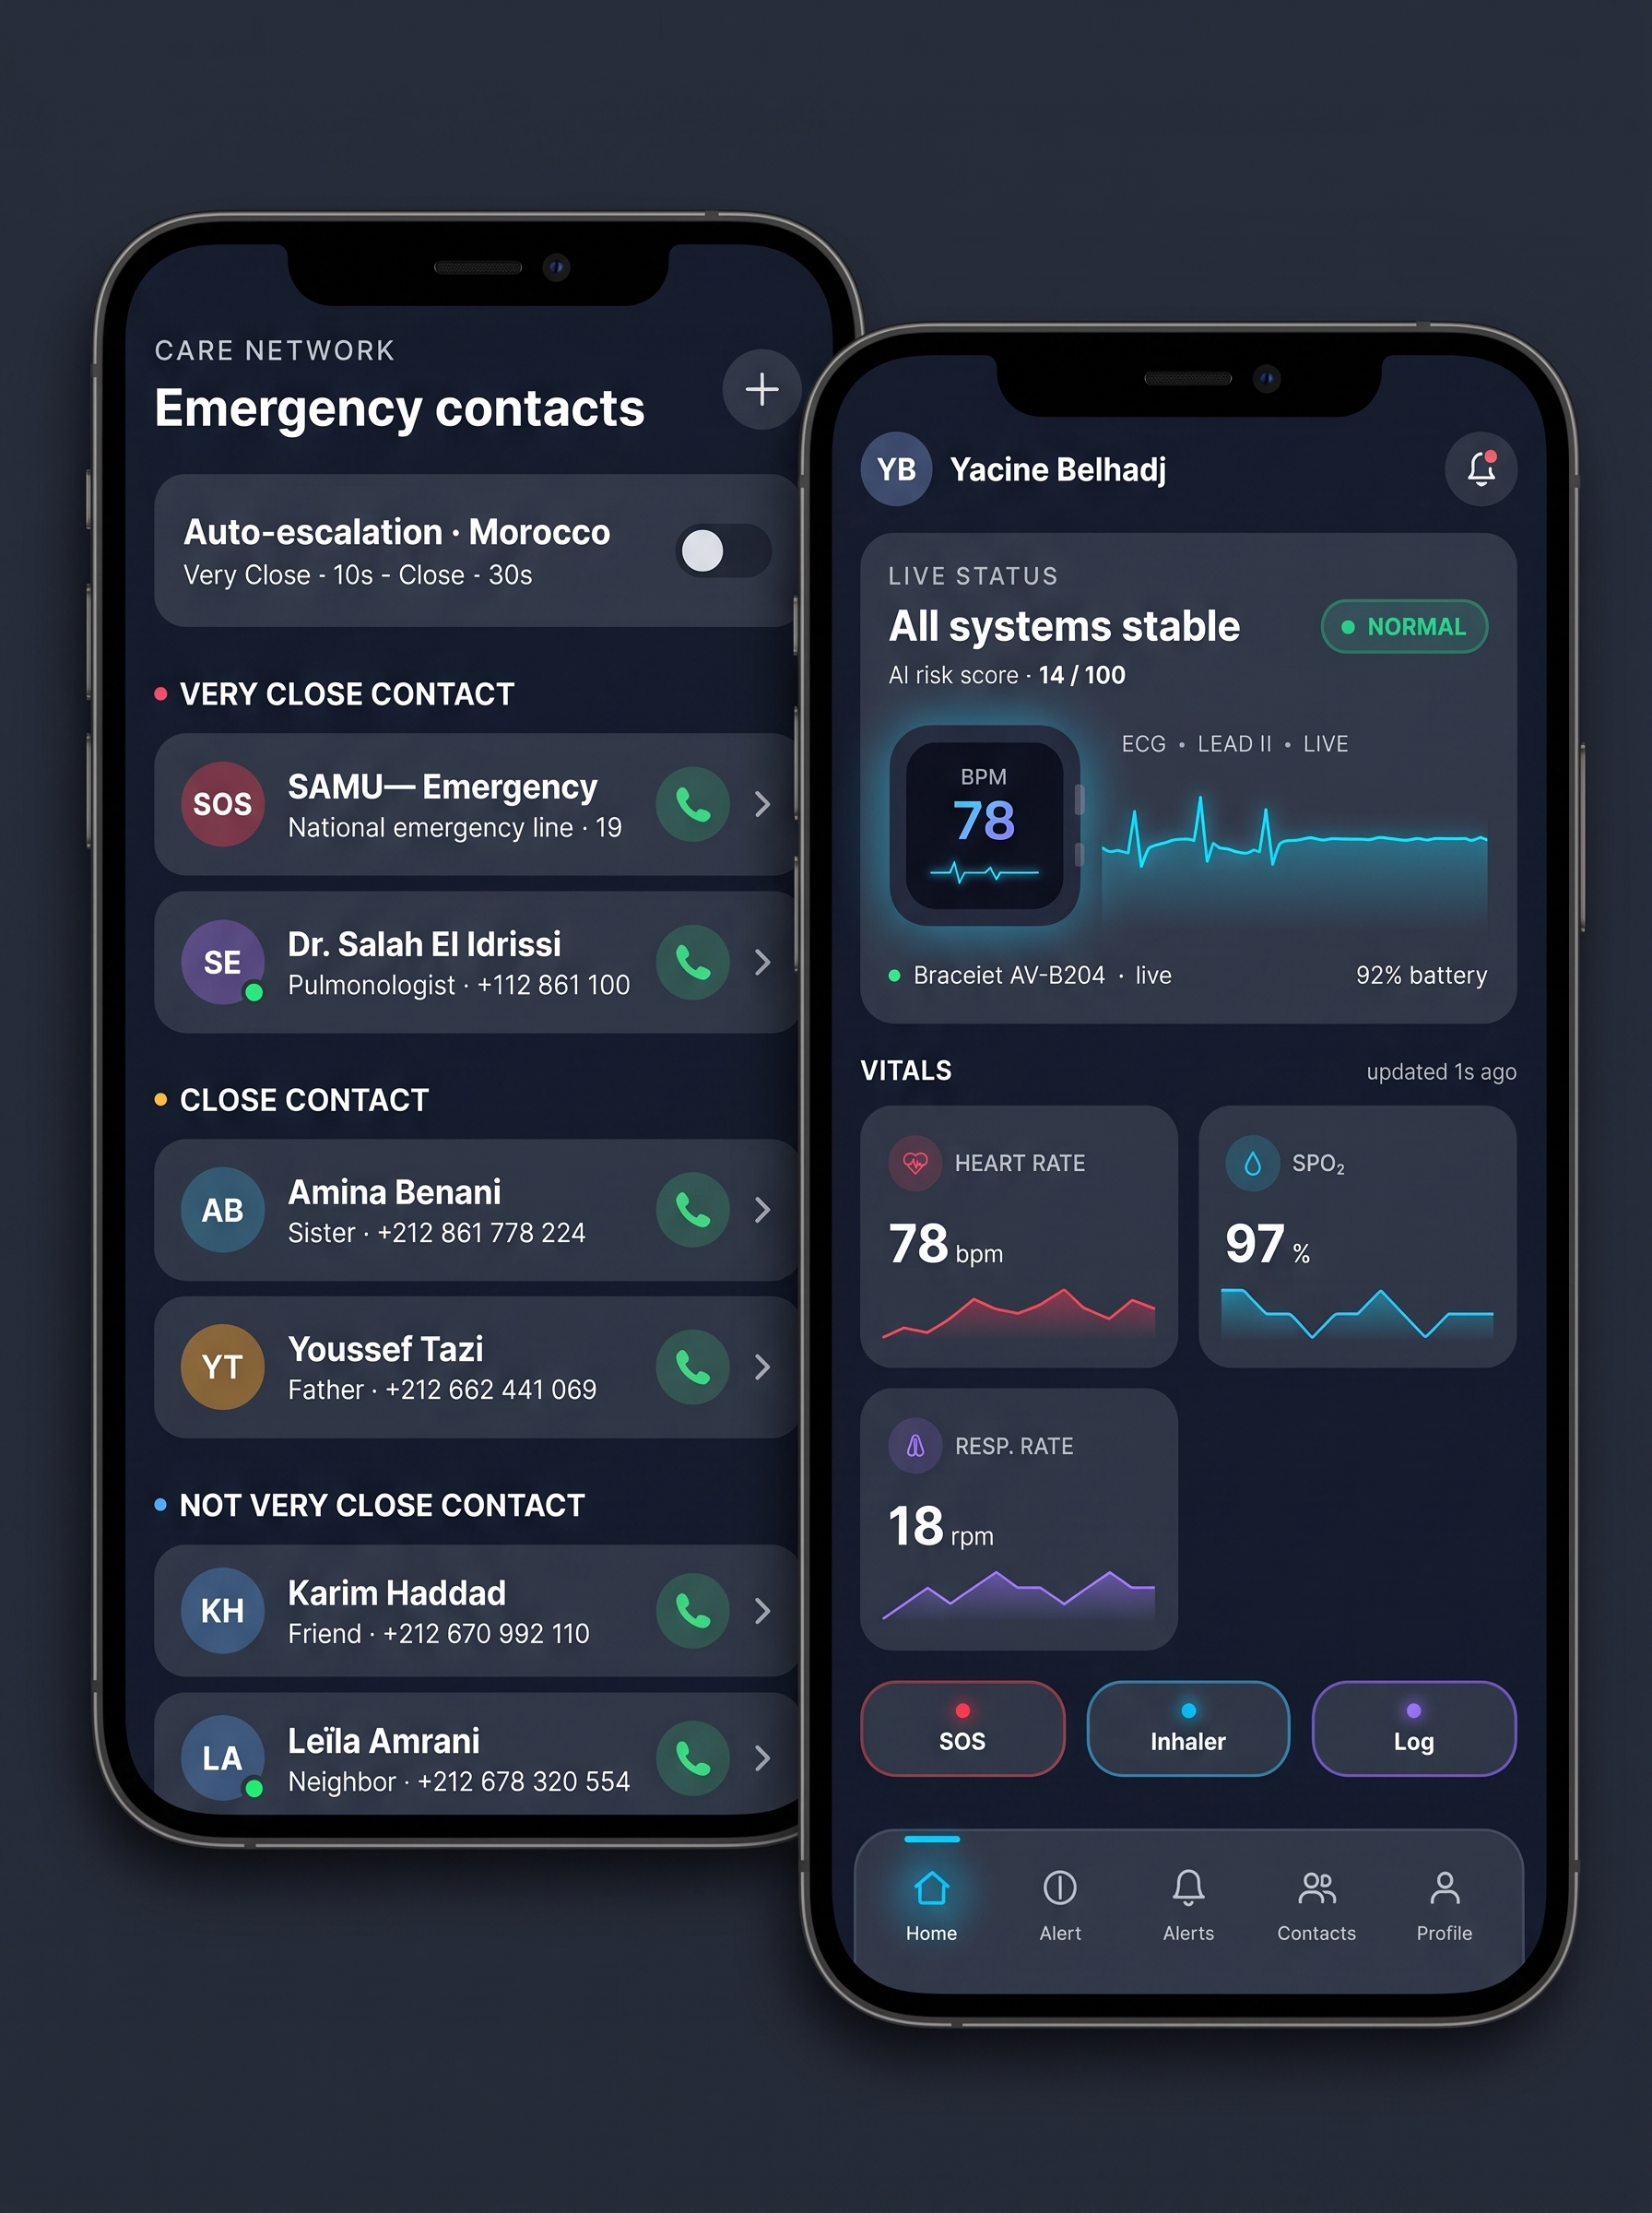 CARE NETWORK
Emergency contacts
Auto-escalation · Morocco
Very Close - 10s - Close - 30s
VERY CLOSE CONTACT
SOS
SAMU— Emergency
National emergency line · 19
SE
Dr. Salah El Idrissi
Pulmonologist · +112 861 100
CLOSE CONTACT
AB
Amina Benani
Sister · +212 861 778 224
YT
Youssef Tazi
Father · +212 662 441 069
NOT VERY CLOSE CONTACT
KH
Karim Haddad
Friend · +212 670 992 110
LA
Leïla Amrani
Neighbor · +212 678 320 554
YB
Yacine Belhadj
LIVE STATUS
All systems stable
NORMAL
AI risk score · 14 / 100
BPM
78
ECG • LEAD II • LIVE
Braceiet AV-B204 · live
92% battery
VITALS
updated 1s ago
HEART RATE
78 bpm
SPO₂
97 %
RESP. RATE
18 rpm
SOS
Inhaler
Log
Home
Alert
Alerts
Contacts
Profile